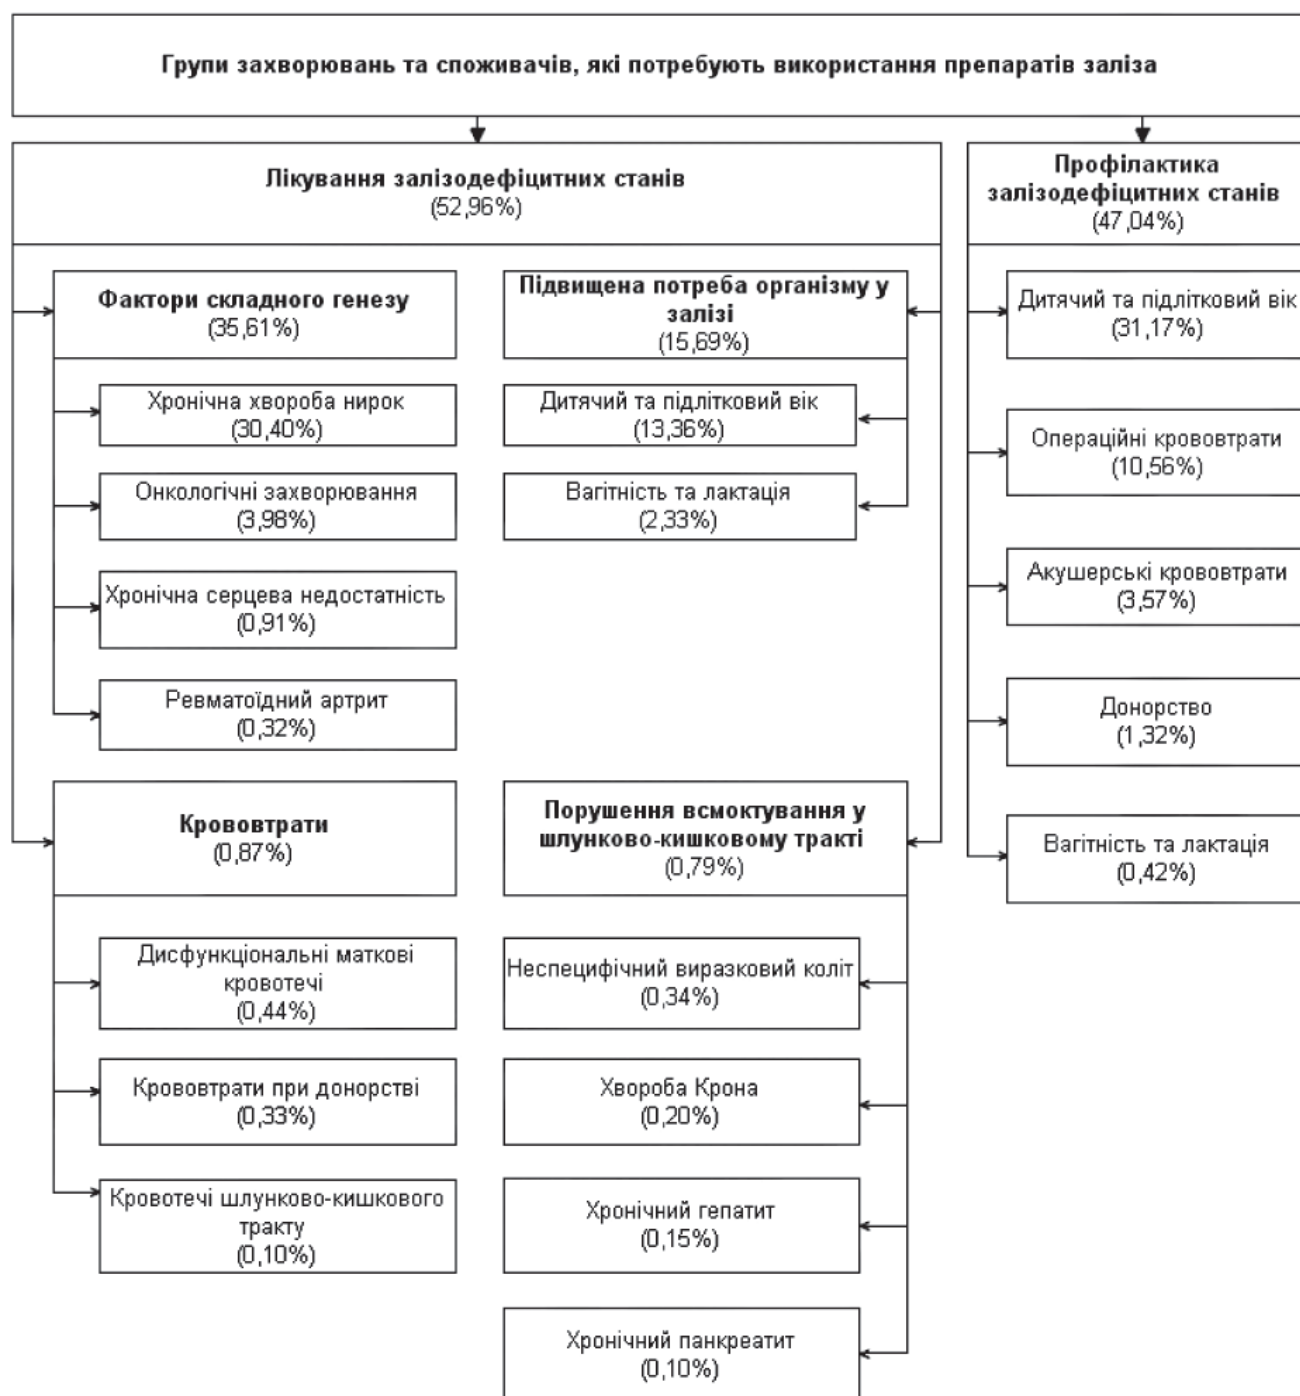 Групи захворювань та споживачів, які потребують використання препаратів заліза
Лікування залізодефіцитних станів
(52,96%)
Фактори складного генезу
(35,61%)
Хронічна хвороба нирок
(30,40%)
Онкологічні захворювання
(3,98%)
Хронічна серцева недостатність
(0,91%)
Ревматоїдний артрит
(0,32%)
Підвищена потреба організму у
залізі
(15,69%)
Дитячий та підлітковий вік
(13,36%)
Вагітність та лактація
(2,33%)
Крововтрати
(0,87%)
Дисфункціональні маткові
кровотечі
(0,44%)
Крововтрати при донорстві
(0,33%)
Кровотечі шлунково-кишкового
тракту
(0,10%)
Порушення всмоктування у
шлунково-кишковому тракті
(0,79%)
Неспецифічний виразковий коліт
(0,34%)
Хвороба Крона
(0,20%)
Хронічний гепатит
(0,15%)
Хронічний панкреатит
(0,10%)
Профілактика
залізодефіцитних станів
(47,04%)
Дитячий та підлітковий вік
(31,17%)
Операційні крововтрати
(10,56%)
Акушерські крововтрати
(3,57%)
Донорство
(1,32%)
Вагітність та лактація
(0,42%)